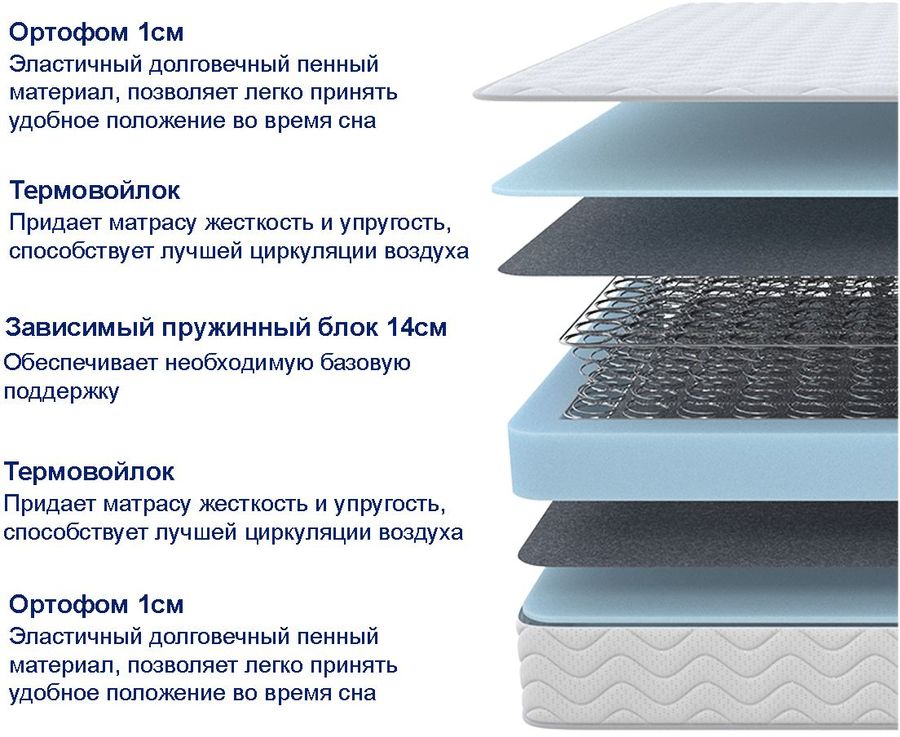 Ортофом 1см
Эластичный долговечный пенный
материал, позволяет легко принять
удобное положение во время сна
Термовойлок
Придает матрасу жесткость и упругость,
способствует лучшей циркуляции воздуха
Зависимый пружинный блок 14см
Обеспечивает необходимую базовую
поддержку
Термовойлок
Придает матрасу жесткость и упругость,
способствует лучшей циркуляции воздуха
Ортофом 1см
Эластичный долговечный пенный
материал, позволяет легко принять
удобное положение во время сна